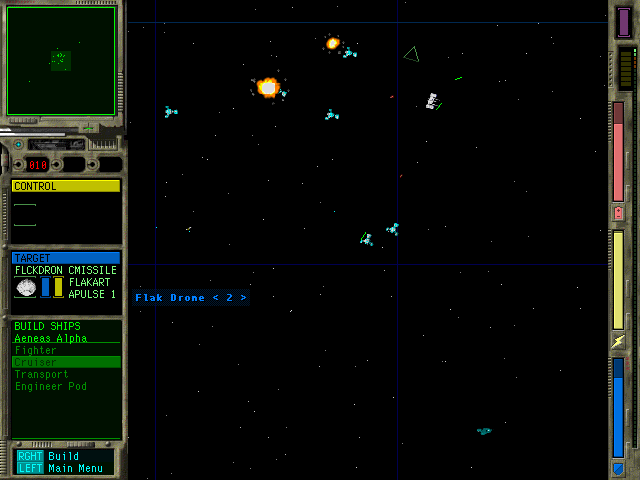 010
CONTROL
TARGET
FLCKDRON CMISSILE
FLAKART
APULSE 1
Flak Drone < 2 >
BUILD SHIPS
Aeneas Alpha
Fighter
Cruiser
Transport
Engineer Pod
RGHT Build
LEFT Main Menu